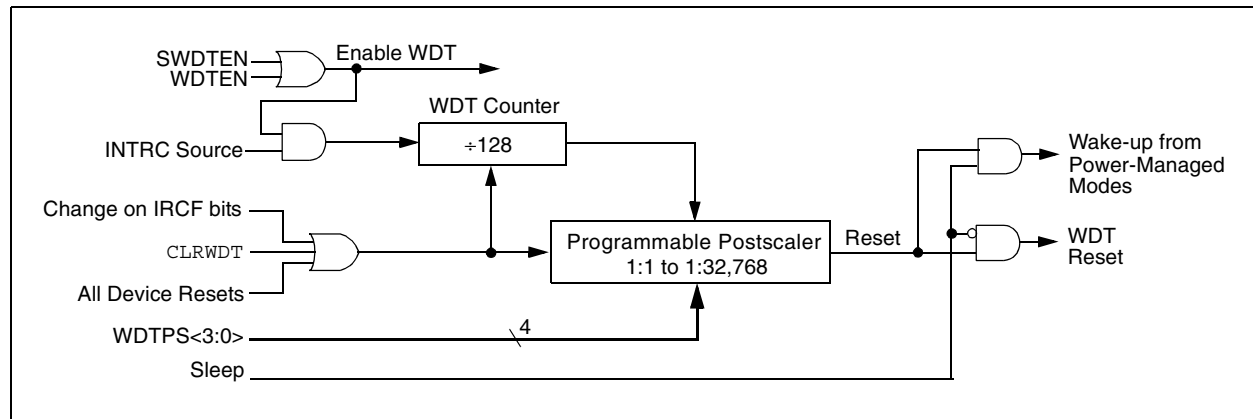 SWDTEN
WDTEN
Enable WDT
WDT Counter
INTRC Source
÷128
Wake-up from
Power-Managed
Modes
Change on IRCF bits
CLRWDT
All Device Resets
Programmable Postscaler
1:1 to 1:32,768
Reset
WDT
Reset
WDTPS<3:0>
4
Sleep